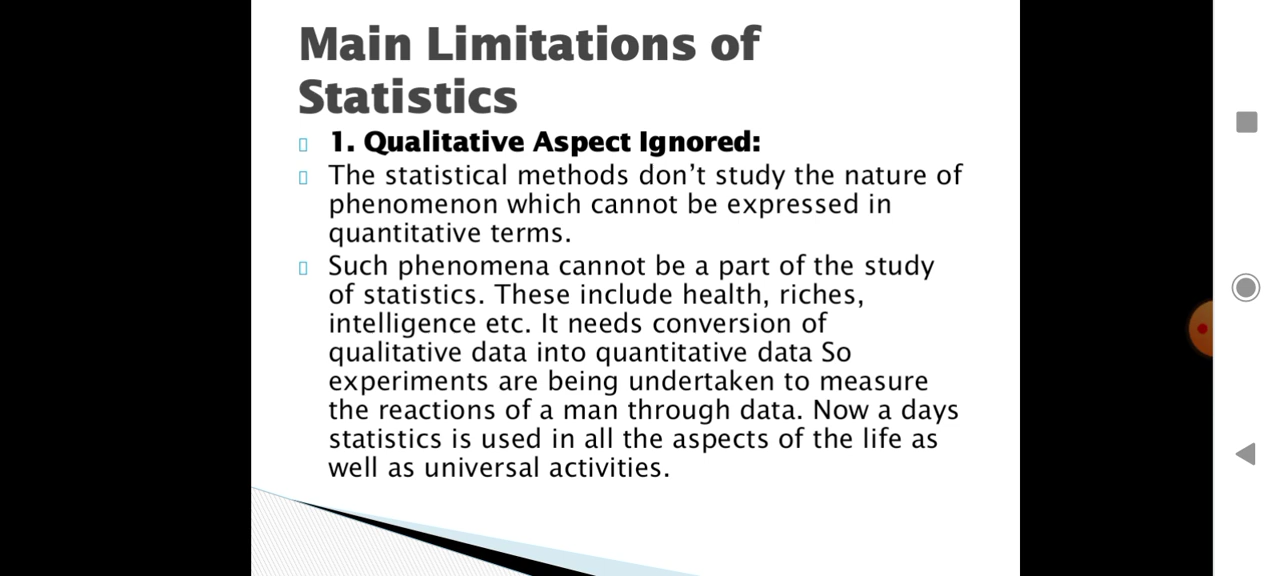 Main Limitations of
Statistics
1. Qualitative Aspect Ignored:
The statistical methods don’t study the nature of
phenomenon which cannot be expressed in
quantitative terms.
Such phenomena cannot be a part of the study
of statistics. These include health, riches,
intelligence etc. It needs conversion of
qualitative data into quantitative data So
experiments are being undertaken to measure
the reactions of a man through data. Now a days
statistics is used in all the aspects of the life as
well as universal activities.